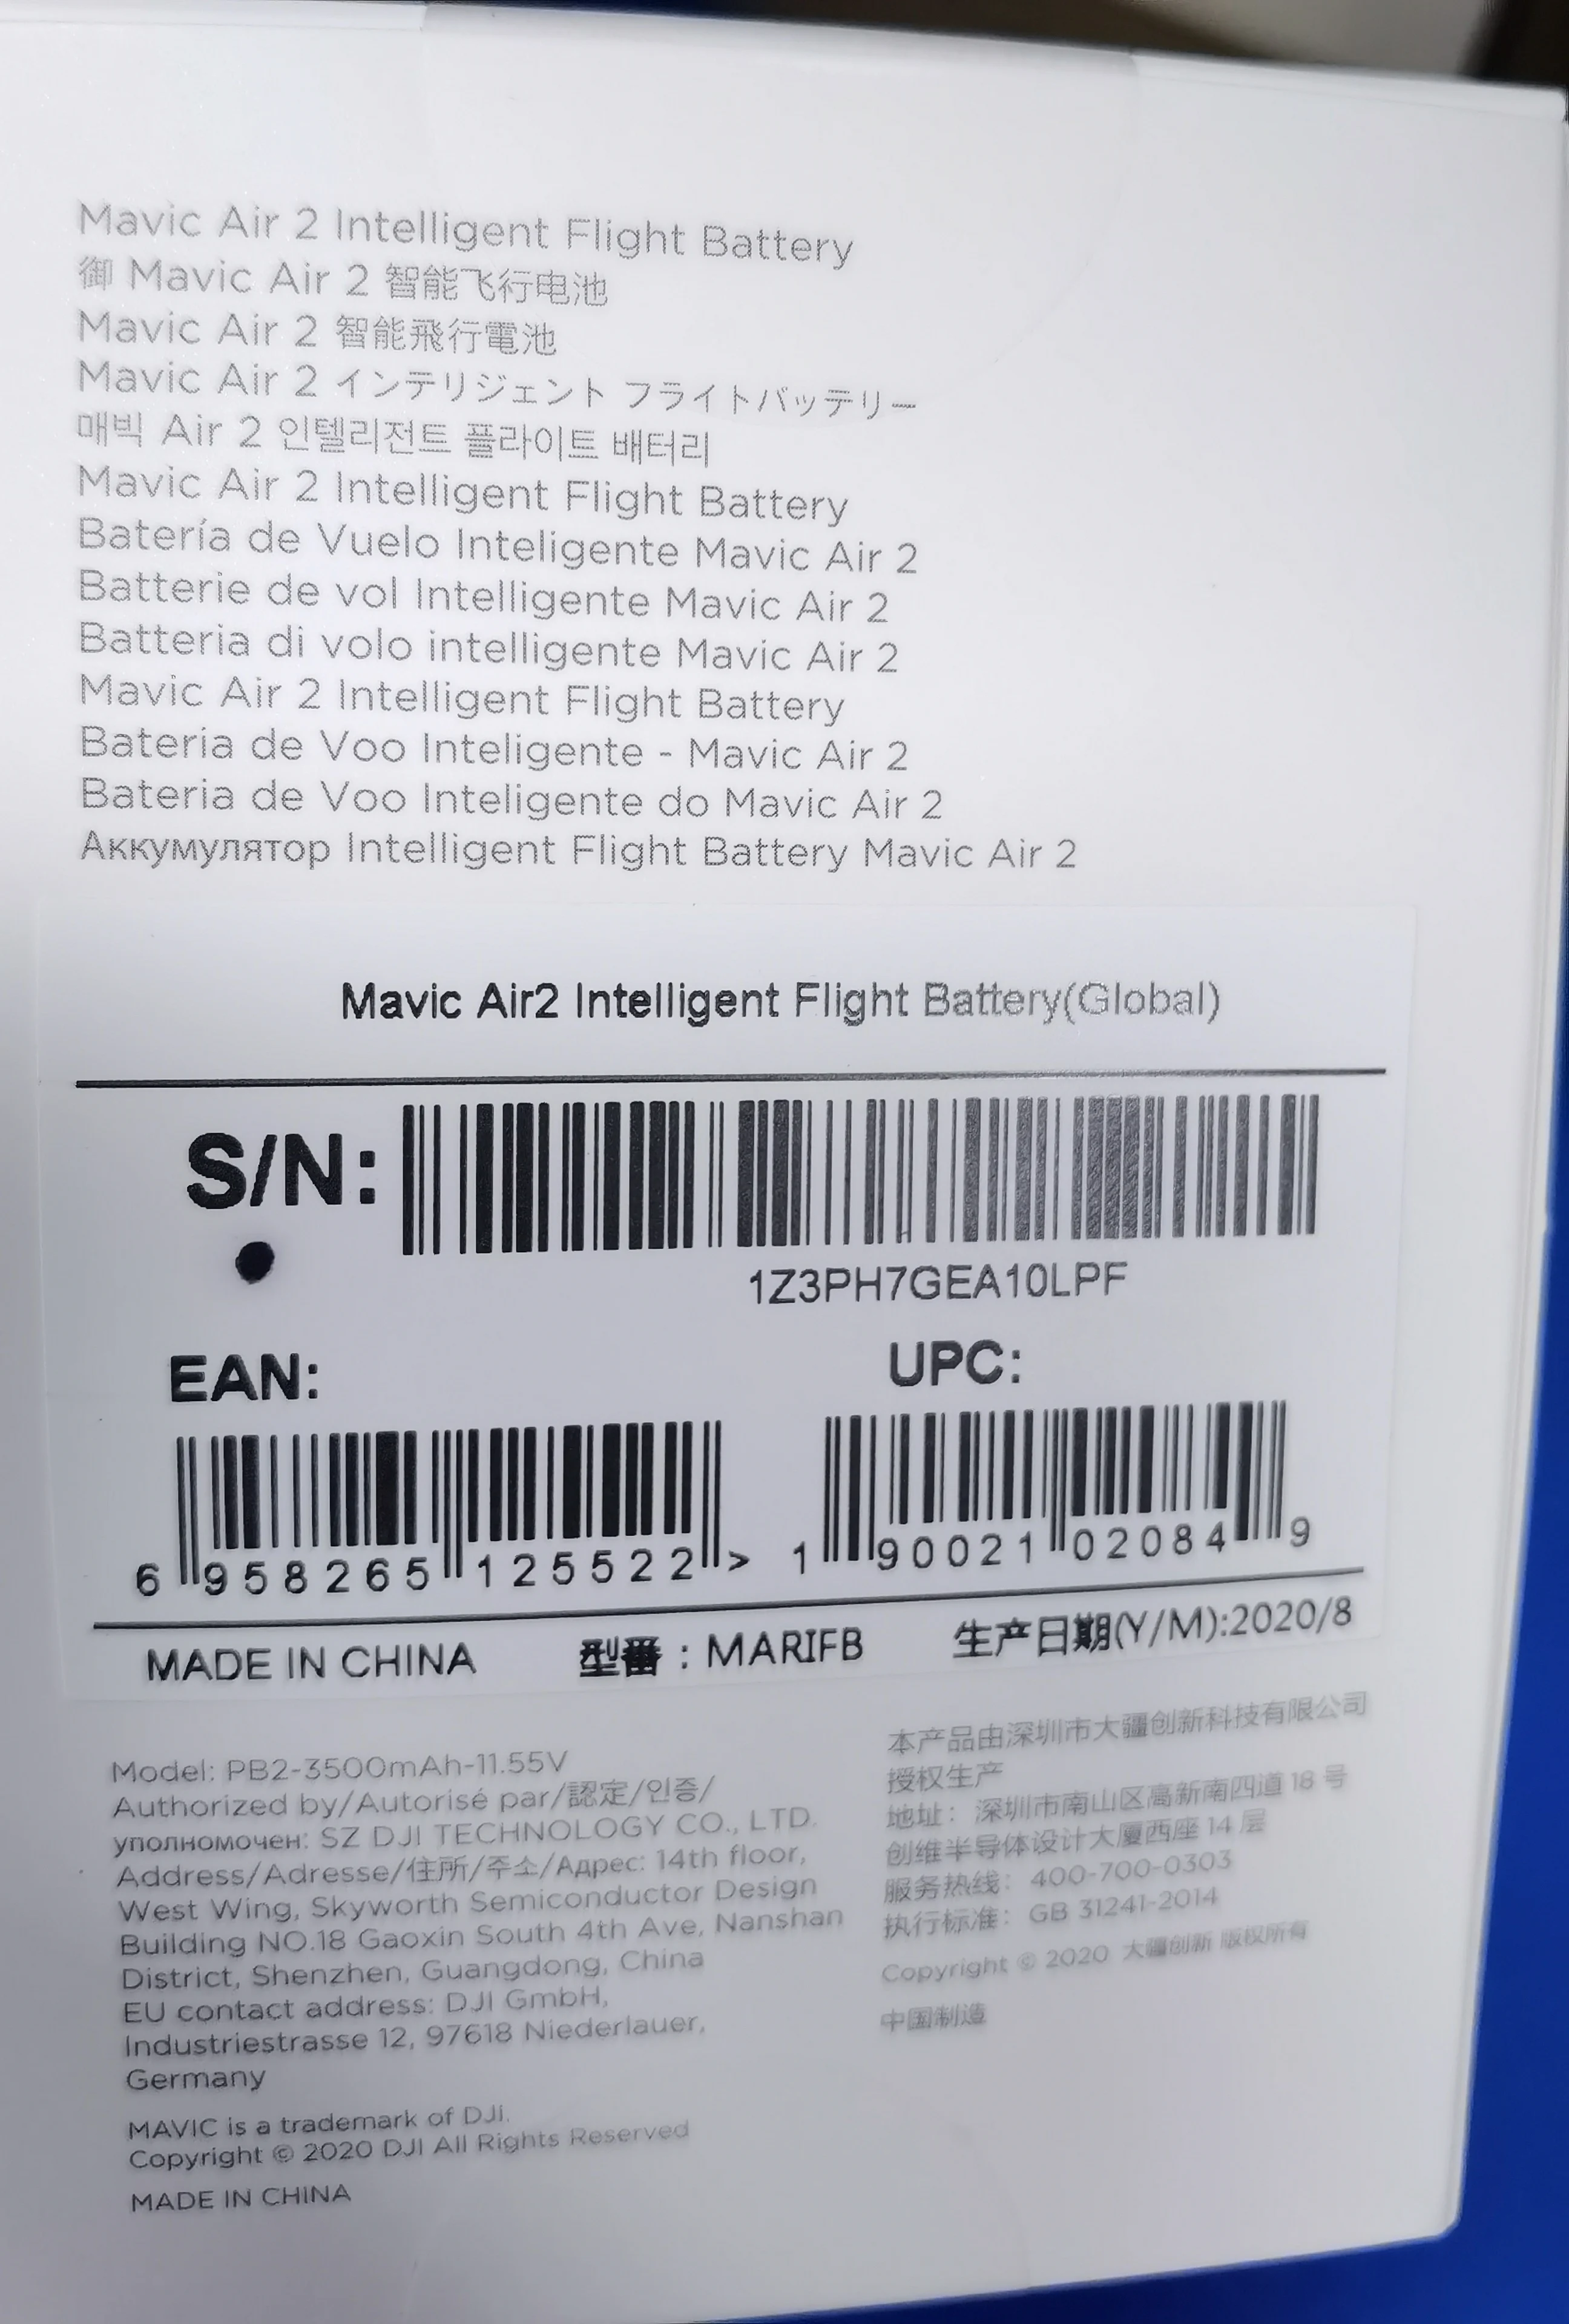 Mavic Air 2 Intelligent Flight Battery
御 Mavic Air 2 智能飞行电池
Mavic Air 2 智能飛行電池
Mavic Air 2 インテリジェント フライトバッテリー
매빅 Air 2 인텔리전트 플라이트 배터리
Mavic Air 2 Intelligent Flight Battery
Batería de Vuelo Inteligente Mavic Air 2
Batterie de vol Intelligente Mavic Air 2
Batteria di volo intelligente Mavic Air 2
Mavic Air 2 Intelligent Flight Battery
Bateria de Voo Inteligente - Mavic Air 2
Bateria de Voo Inteligente do Mavic Air 2
Аккумулятор Intelligent Flight Battery Mavic Air 2
Mavic Air2 Intelligent Flight Battery(Global)
S/N:
1Z3PH7GEA10LPF
EAN:
6 958265 125522 >
UPC:
1 90021 02084 9
MADE IN CHINA 型番：MARIFB 生产日期(Y/M):2020/8
Model: PB2-3500mAh-11.55V
Authorized by/Autorisé par/認定/인증/
уполномочен: SZ DJI TECHNOLOGY CO., LTD.
Address/Adresse/住所/주소/Адрес: 14th floor,
West Wing, Skyworth Semiconductor Design
Building NO.18 Gaoxin South 4th Ave, Nanshan
District, Shenzhen, Guangdong, China
EU contact address: DJI GmbH,
Industriestrasse 12, 97618 Niederlauer,
Germany
MAVIC is a trademark of DJI.
Copyright © 2020 DJI All Rights Reserved
MADE IN CHINA
本产品由深圳市大疆创新科技有限公司
授权生产
地址：深圳市南山区高新南四道 18 号
创维半导体设计大厦西座 14 层
服务热线：400-700-0303
执行标准：GB 31241-2014
Copyright © 2020 大疆创新 版权所有
中国制造